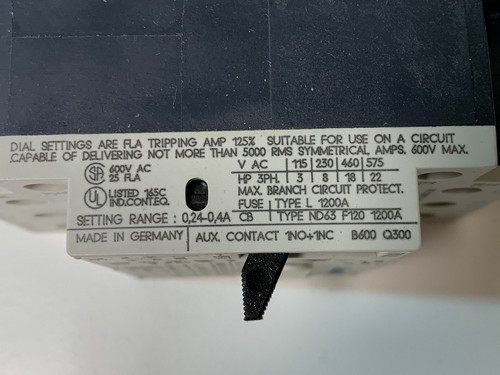 DIAL SETTINGS ARE FLA TRIPPING AMP 125% SUITABLE FOR USE ON A CIRCUIT
CAPABLE OF DELIVERING NOT MORE THAN 5000 RMS SYMMETRICAL AMPS. 600V MAX.
SA 600V AC
25 FLA
V AC 115 230 460 575
HP 3PH. 3 8 18 22
UL LISTED 165C
IND.CONT.EQ.
MAX. BRANCH CIRCUIT PROTECT.
FUSE TYPE L 1200A
SETTING RANGE : 0,24-0,4A CB TYPE ND63 F120 1200A
MADE IN GERMANY AUX. CONTACT 1NO+1NC B600 Q300